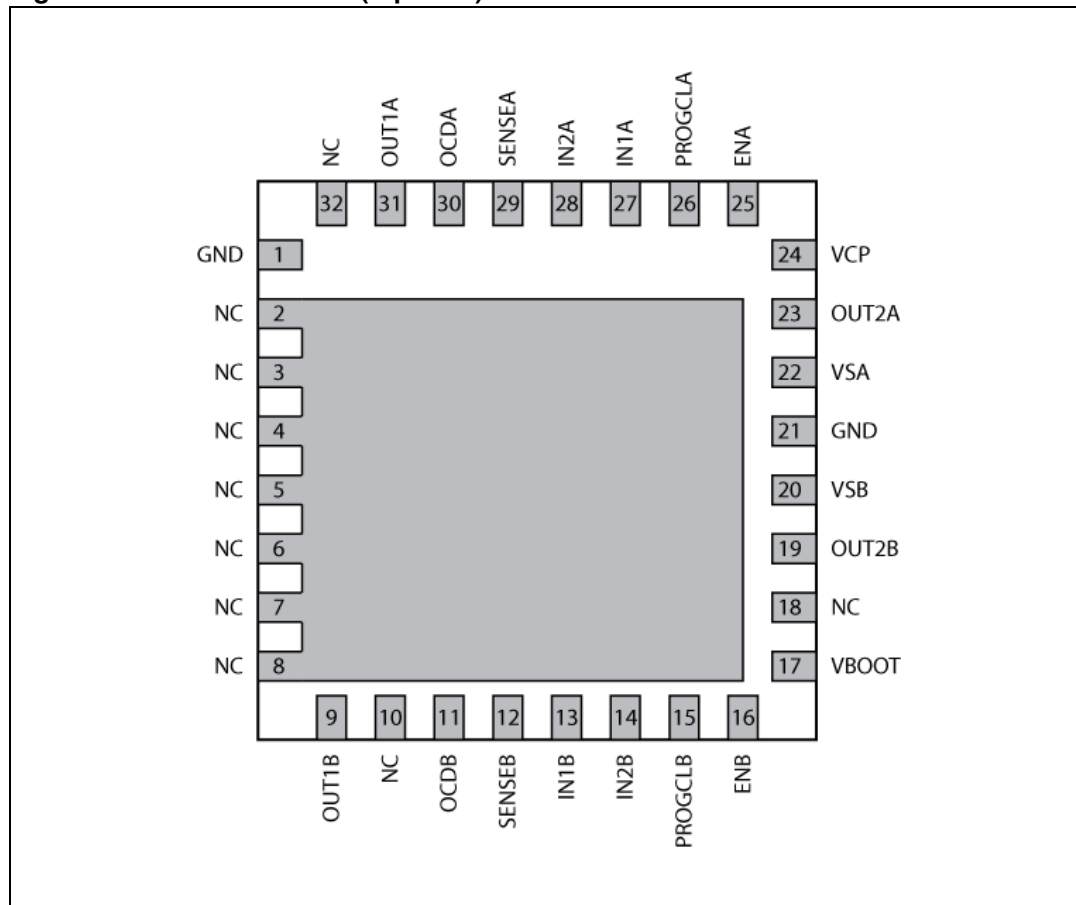 NC
OUT1A
OCDA
SENSEA
IN2A
IN1A
PROGCLA
ENA
32
31
30
29
28
27
26
25
GND 1
24 VCP
NC 2
23 OUT2A
NC 3
22 VSA
NC 4
21 GND
NC 5
20 VSB
NC 6
19 OUT2B
NC 7
18 NC
NC 8
17 VBOOT
9
10
11
12
13
14
15
16
OUT1B
NC
OCDB
SENSEB
IN1B
IN2B
PROGCLB
ENB